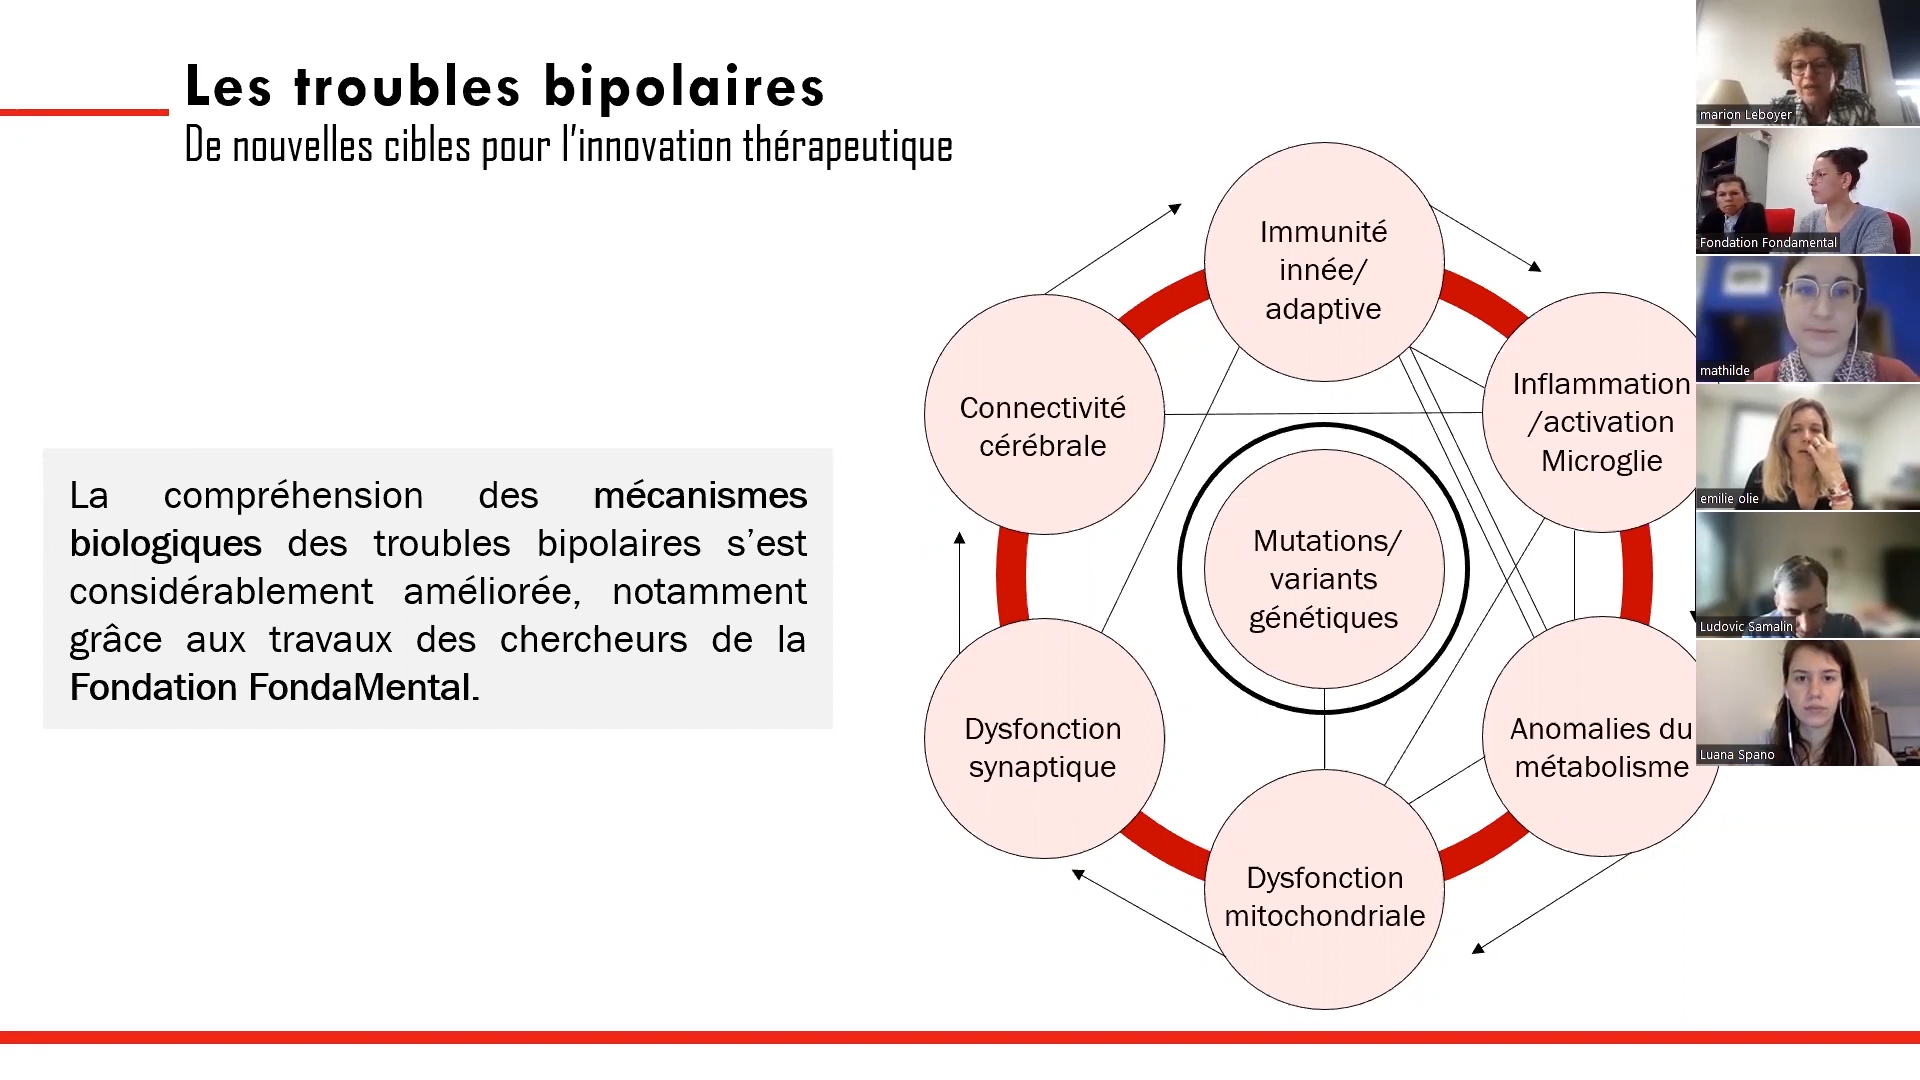 Les troubles bipolaires
De nouvelles cibles pour l’innovation thérapeutique
La compréhension des mécanismes
biologiques des troubles bipolaires s’est
considérablement améliorée, notamment
grâce aux travaux des chercheurs de la
Fondation FondaMental.
Immunité
innée/
adaptive
Inflammation
/activation
Microglie
Connectivité
cérébrale
Mutations/
variants
génétiques
Dysfonction
synaptique
Anomalies du
métabolisme
Dysfonction
mitochondriale
marion Leboyer
Fondation Fondamental
mathilde
emilie olie
Ludovic Samalin
Luana Spano